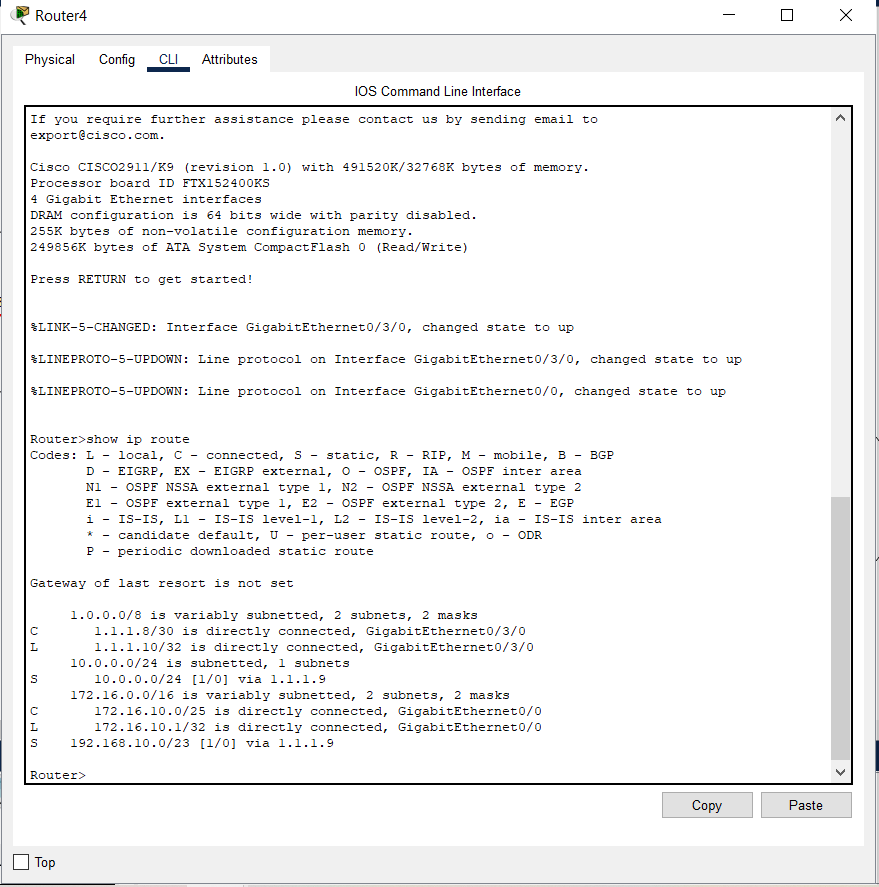 Router4
Physical Config CLI Attributes
IOS Command Line Interface
If you require further assistance please contact us by sending email to
export@cisco.com.
Cisco CISCO2911/K9 (revision 1.0) with 491520K/32768K bytes of memory.
Processor board ID FTX152400KS
4 Gigabit Ethernet interfaces
DRAM configuration is 64 bits wide with parity disabled.
255K bytes of non-volatile configuration memory.
249856K bytes of ATA System CompactFlash 0 (Read/Write)
Press RETURN to get started!
%LINK-5-CHANGED: Interface GigabitEthernet0/3/0, changed state to up
%LINEPROTO-5-UPDOWN: Line protocol on Interface GigabitEthernet0/3/0, changed state to up
%LINEPROTO-5-UPDOWN: Line protocol on Interface GigabitEthernet0/0, changed state to up
Router>show ip route
Codes: L - local, C - connected, S - static, R - RIP, M - mobile, B - BGP
D - EIGRP, EX - EIGRP external, O - OSPF, IA - OSPF inter area
N1 - OSPF NSSA external type 1, N2 - OSPF NSSA external type 2
E1 - OSPF external type 1, E2 - OSPF external type 2, E - EGP
i - IS-IS, L1 - IS-IS level-1, L2 - IS-IS level-2, ia - IS-IS inter area
* - candidate default, U - per-user static route, o - ODR
P - periodic downloaded static route
Gateway of last resort is not set
1.0.0.0/8 is variably subnetted, 2 subnets, 2 masks
C 1.1.1.8/30 is directly connected, GigabitEthernet0/3/0
L 1.1.1.10/32 is directly connected, GigabitEthernet0/3/0
10.0.0.0/24 is subnetted, 1 subnets
S 10.0.0.0/24 [1/0] via 1.1.1.9
172.16.0.0/16 is variably subnetted, 2 subnets, 2 masks
C 172.16.10.0/25 is directly connected, GigabitEthernet0/0
L 172.16.10.1/32 is directly connected, GigabitEthernet0/0
S 192.168.10.0/23 [1/0] via 1.1.1.9
Router>
Copy Paste
Top